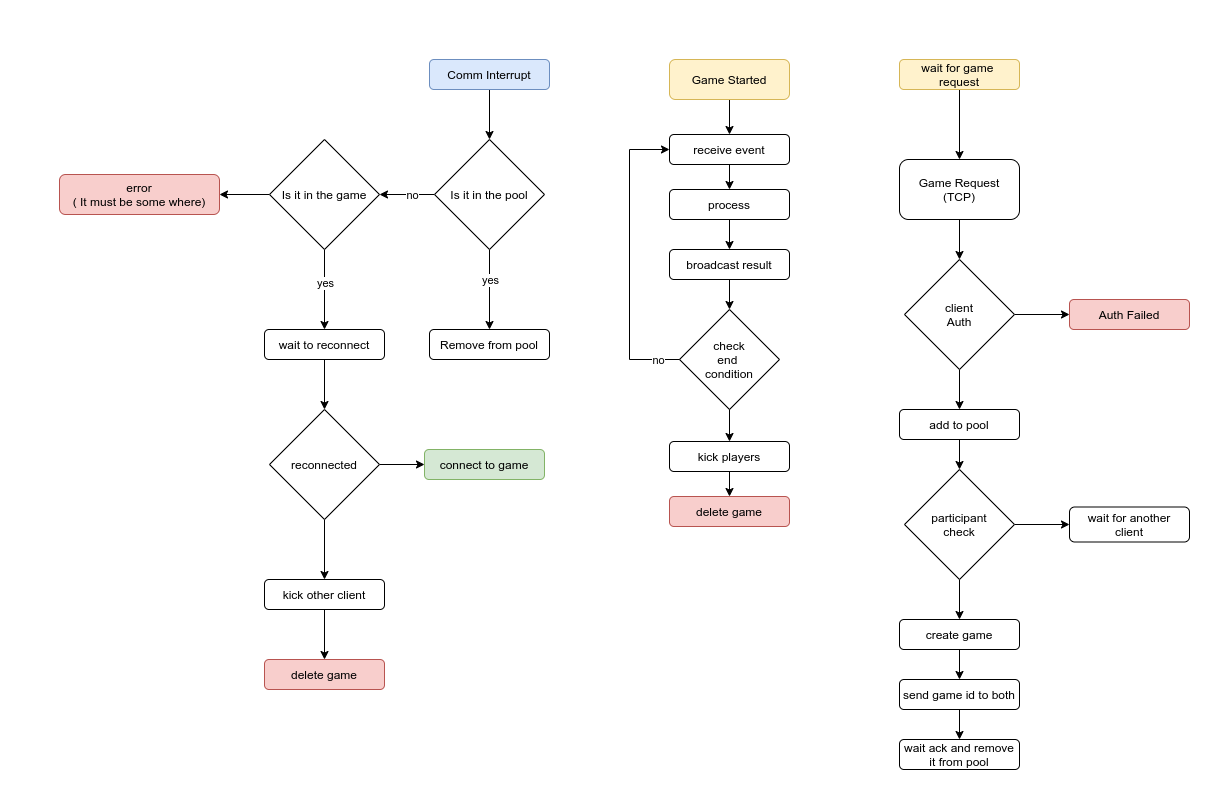 Comm Interrupt
Is it in the pool
no
Is it in the game
error
( It must be some where)
yes
yes
wait to reconnect
Remove from pool
reconnected
connect to game
kick other client
delete game
Game Started
receive event
process
broadcast result
check
end
condition
no
kick players
delete game
wait for game
request
Game Request
(TCP)
client
Auth
Auth Failed
add to pool
participant
check
wait for another
client
create game
send game id to both
wait ack and remove
it from pool